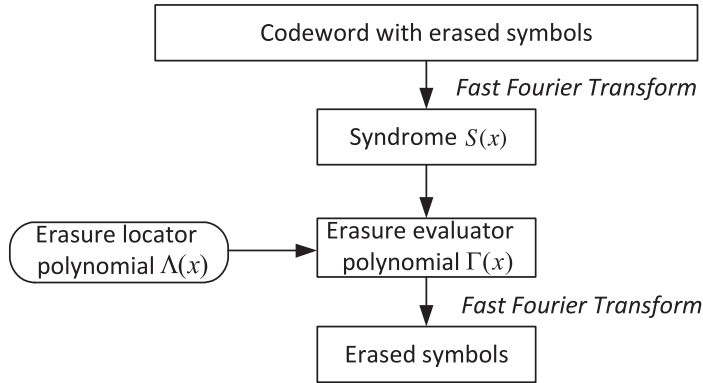 Codeword with erased symbols
Fast Fourier Transform
Syndrome S(x)
Erasure locator
polynomial Λ(x)
Erasure evaluator
polynomial Γ(x)
Fast Fourier Transform
Erased symbols